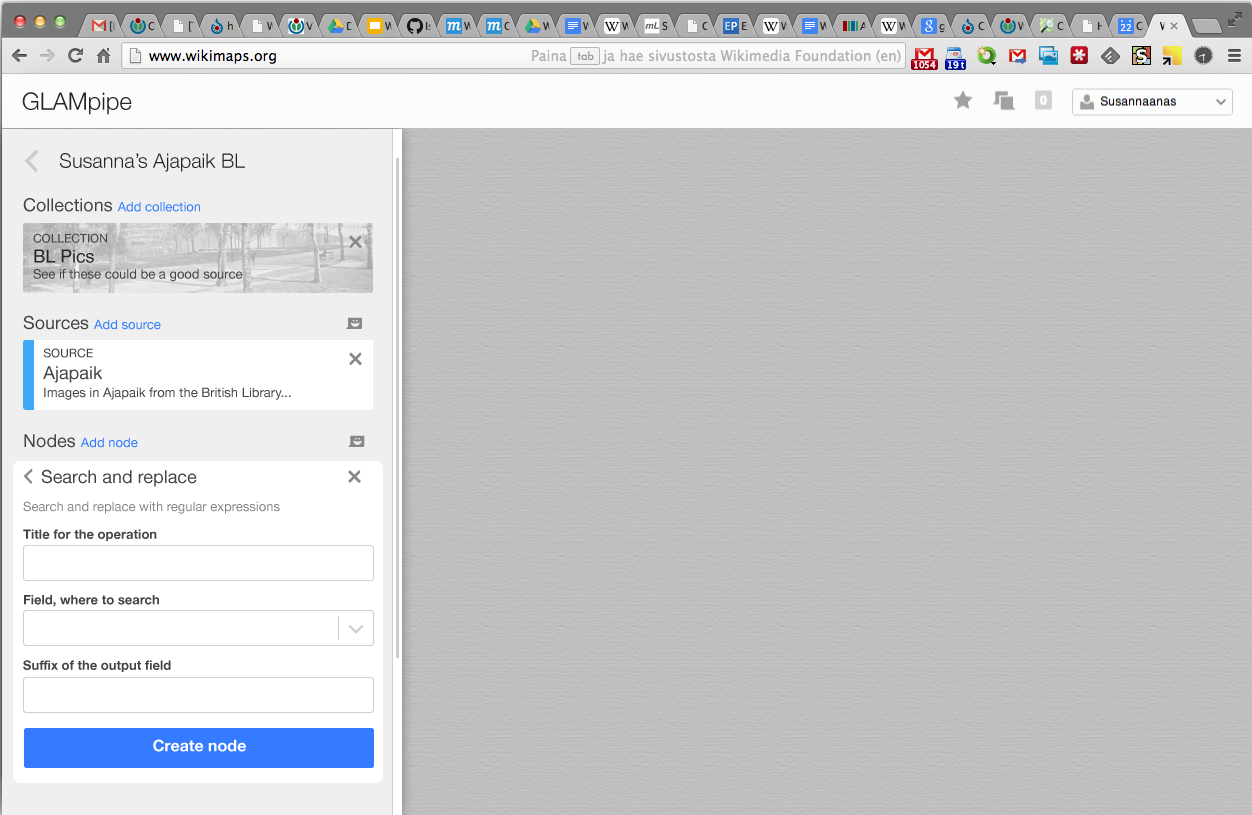 www.wikimaps.org
Paina tab ja hae sivustosta Wikimedia Foundation (en)
1054
19 t
GLAMpipe
0
Susannaanas
Susanna’s Ajapaik BL
Collections Add collection
COLLECTION
BL Pics
See if these could be a good source
Sources Add source
SOURCE
Ajapaik
Images in Ajapaik from the British Library...
Nodes Add node
Search and replace
Search and replace with regular expressions
Title for the operation
Field, where to search
Suffix of the output field
Create node